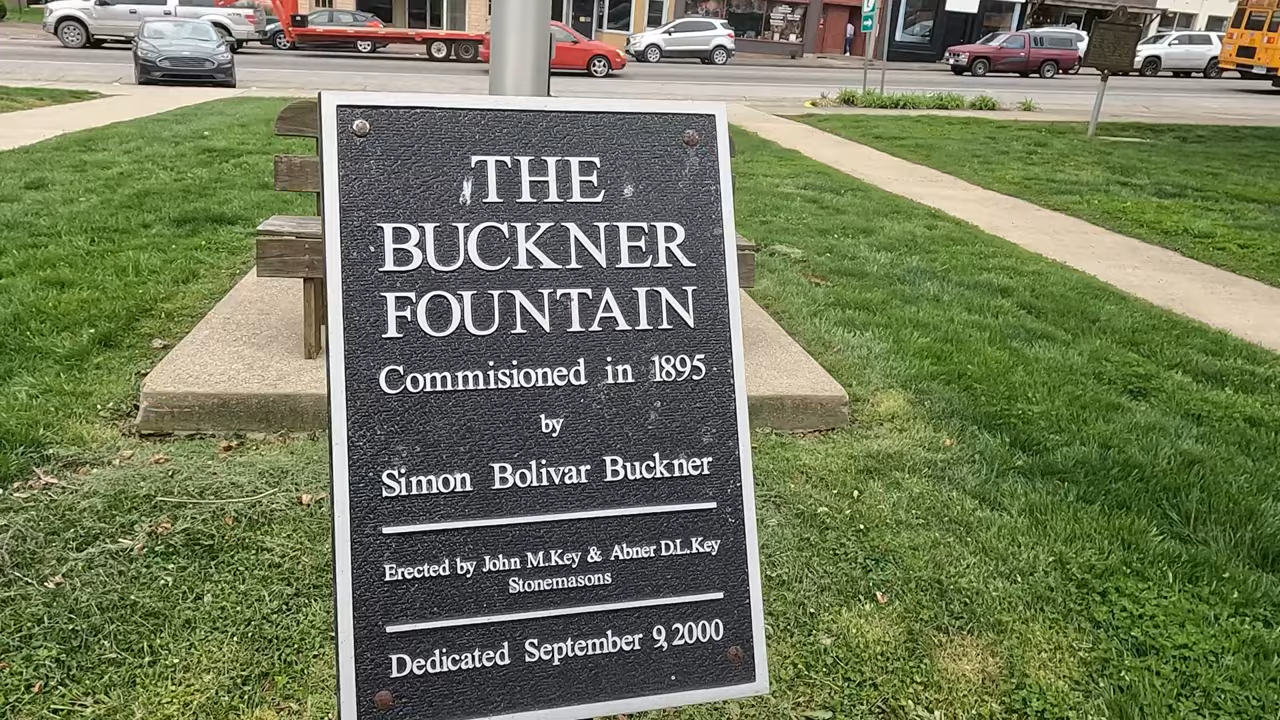 THE
BUCKNER
FOUNTAIN
Commisioned in 1895
by
Simon Bolivar Buckner
Erected by John M.Key & Abner D.L.Key
Stonemasons
Dedicated September 9,2000